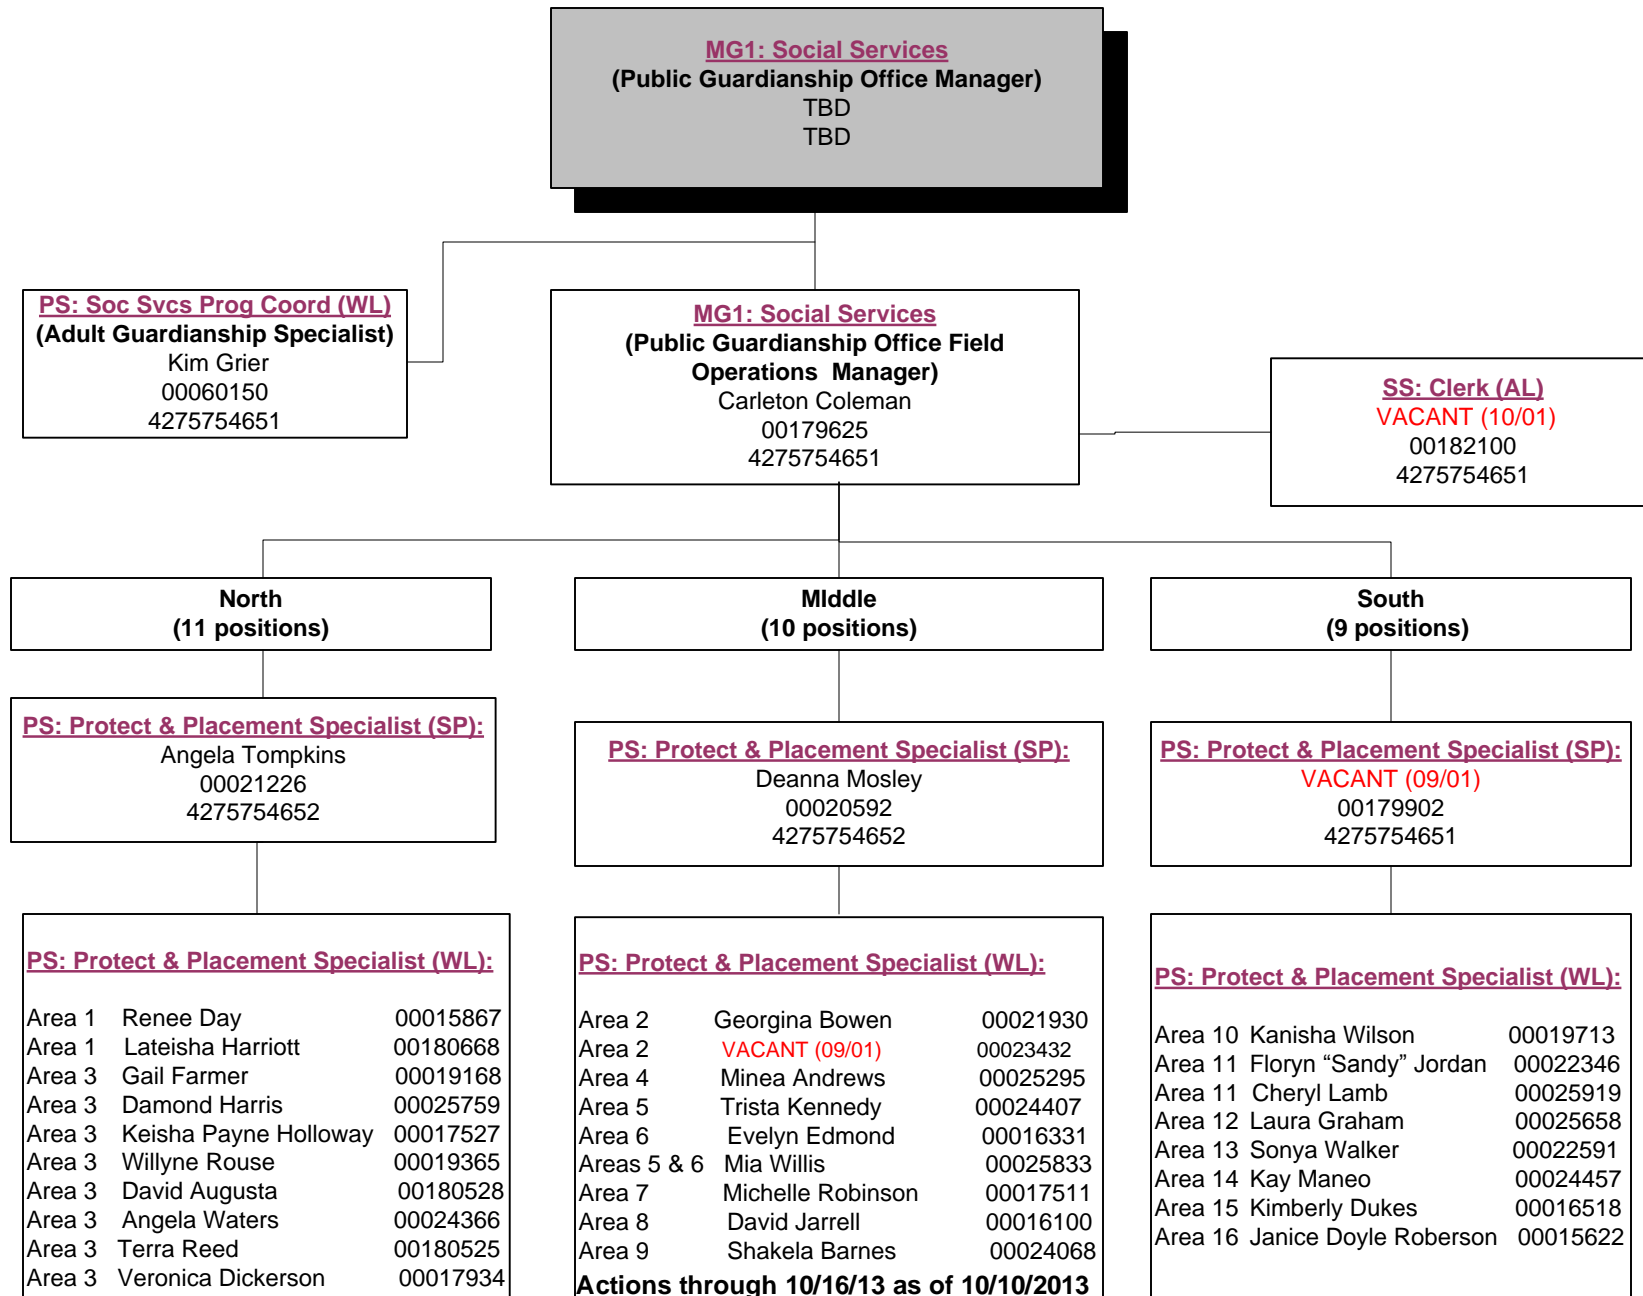 MG1: Social Services
(Public Guardianship Office Manager)
TBD
TBD
PS: Soc Svcs Prog Coord (WL)
(Adult Guardianship Specialist)
Kim Grier
00060150
4275754651
MG1: Social Services
(Public Guardianship Office Field
Operations Manager)
Carleton Coleman
00179625
4275754651
SS: Clerk (AL)
VACANT (10/01)
00182100
4275754651
North
(11 positions)
MIddle
(10 positions)
South
(9 positions)
PS: Protect & Placement Specialist (SP):
Angela Tompkins
00021226
4275754652
PS: Protect & Placement Specialist (SP):
Deanna Mosley
00020592
4275754652
PS: Protect & Placement Specialist (SP):
VACANT (09/01)
00179902
4275754651
PS: Protect & Placement Specialist (WL):
Area 1 Renee Day 00015867
Area 1 Lateisha Harriott 00180668
Area 3 Gail Farmer 00019168
Area 3 Damond Harris 00025759
Area 3 Keisha Payne Holloway 00017527
Area 3 Willyne Rouse 00019365
Area 3 David Augusta 00180528
Area 3 Angela Waters 00024366
Area 3 Terra Reed 00180525
Area 3 Veronica Dickerson 00017934
PS: Protect & Placement Specialist (WL):
Area 2 Georgina Bowen 00021930
Area 2 VACANT (09/01) 00023432
Area 4 Minea Andrews 00025295
Area 5 Trista Kennedy 00024407
Area 6 Evelyn Edmond 00016331
Areas 5 & 6 Mia Willis 00025833
Area 7 Michelle Robinson 00017511
Area 8 David Jarrell 00016100
Area 9 Shakela Barnes 00024068
Actions through 10/16/13 as of 10/10/2013
PS: Protect & Placement Specialist (WL):
Area 10 Kanisha Wilson 00019713
Area 11 Floryn “Sandy” Jordan 00022346
Area 11 Cheryl Lamb 00025919
Area 12 Laura Graham 00025658
Area 13 Sonya Walker 00022591
Area 14 Kay Maneo 00024457
Area 15 Kimberly Dukes 00016518
Area 16 Janice Doyle Roberson 00015622